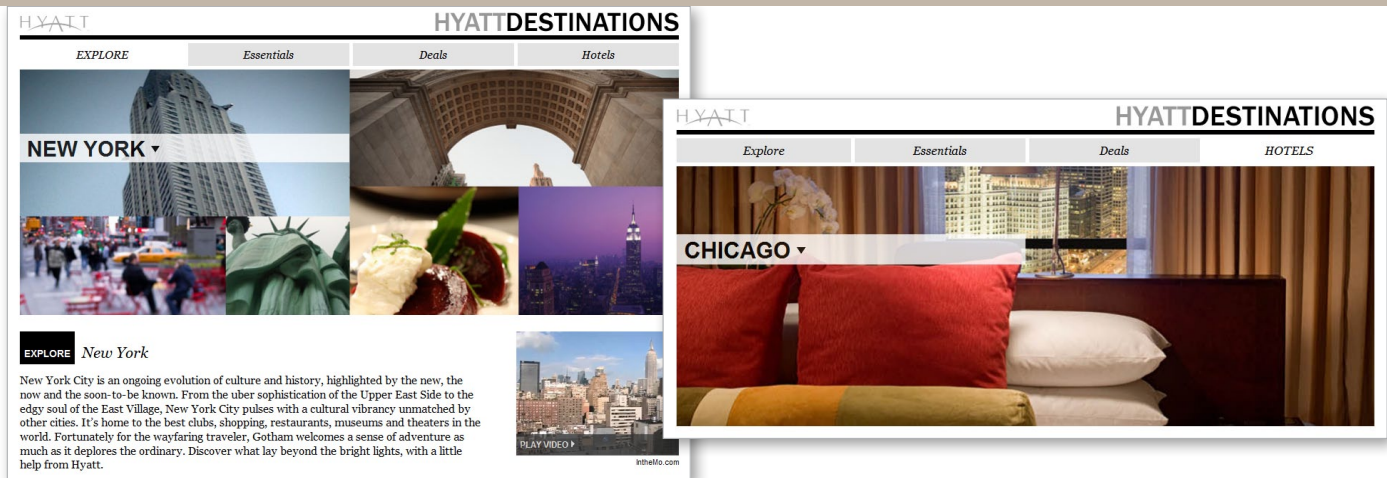 HYATT
HYATTDESTINATIONS
EXPLORE
Essentials
Deals
Hotels
NEW YORK
EXPLORE
New York
New York City is an ongoing evolution of culture and history, highlighted by the new, the
now and the soon-to-be known. From the uber sophistication of the Upper East Side to the
edgy soul of the East Village, New York City pulses with a cultural vibrancy unmatched by
other cities. It's home to the best clubs, shopping, restaurants, museums and theaters in the
world. Fortunately for the wayfaring traveler, Gotham welcomes a sense of adventure as
much as it deplores the ordinary. Discover what lay beyond the bright lights, with a little
help from Hyatt.
PLAY VIDEO
IntheMo.com
HYATT
HYATTDESTINATIONS
Explore
Essentials
Deals
HOTELS
CHICAGO